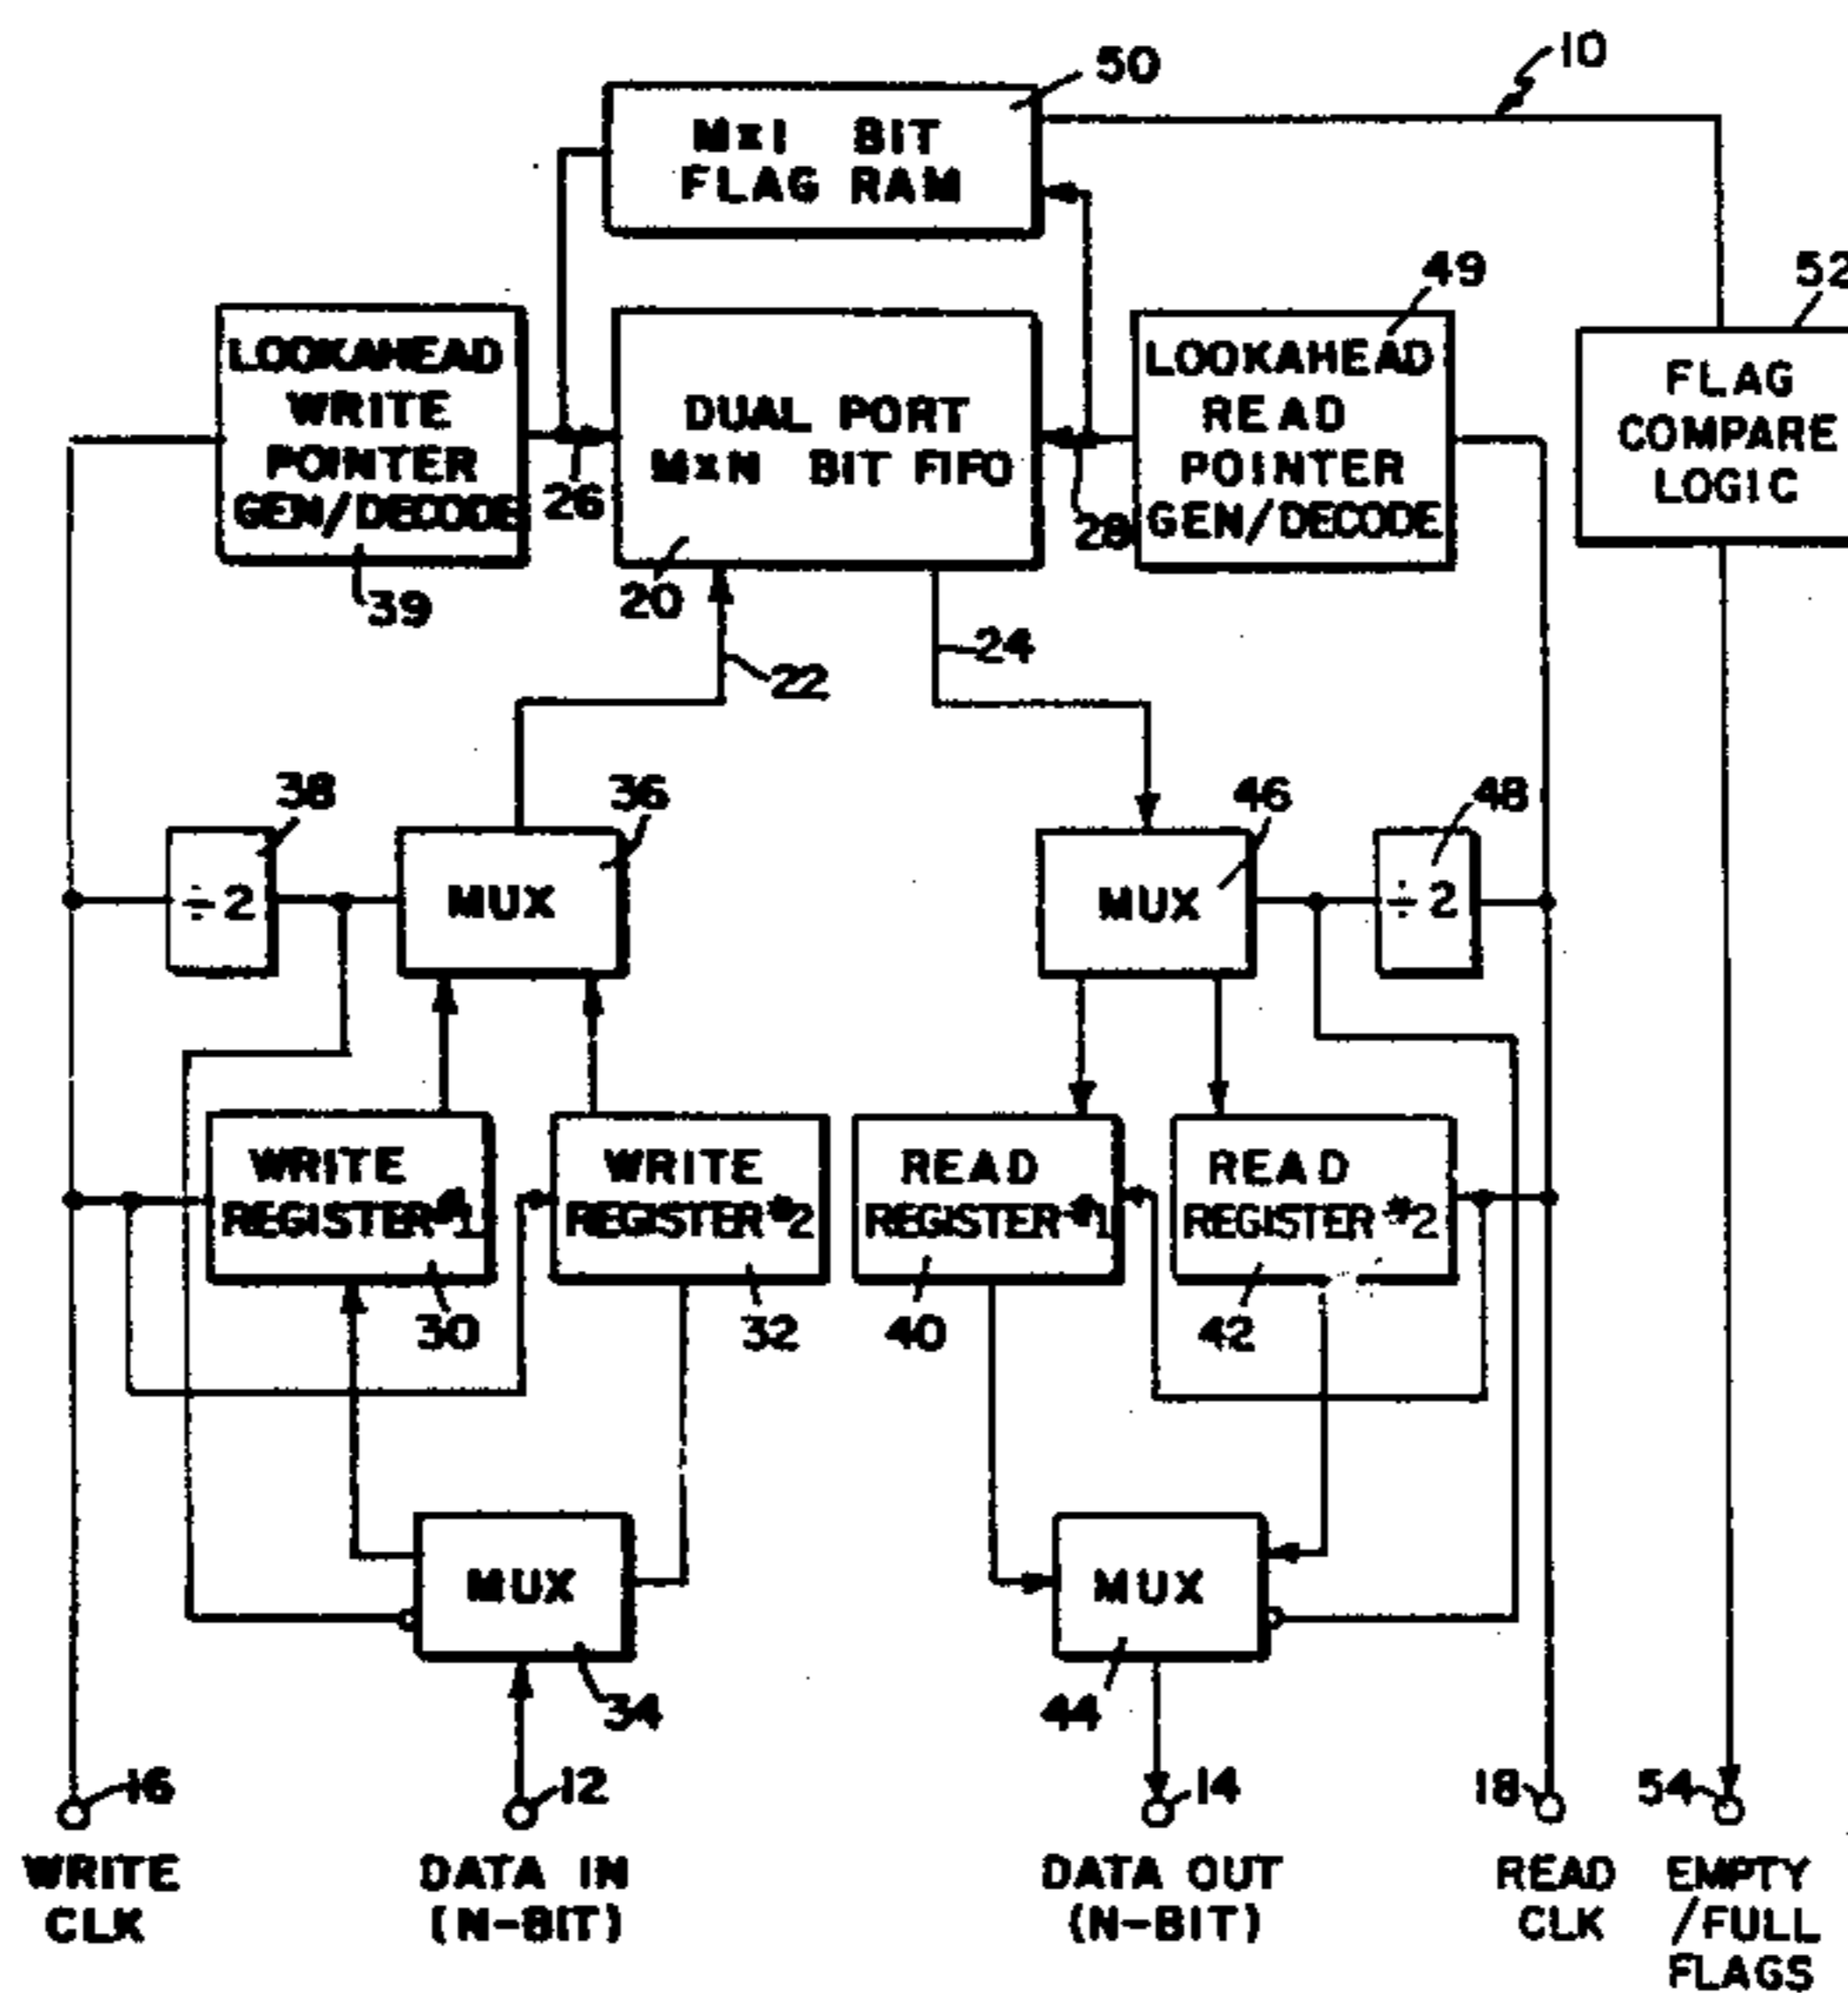 50
10
M×1 BIT
FLAG RAM
49
52
LOOKAHEAD
WRITE
POINTER
GEN/DECODE
39
26
DUAL PORT
M×N BIT FIFO
20
28
LOOKAHEAD
READ
POINTER
GEN/DECODE
FLAG
COMPARE
LOGIC
22
24
38
36
46
48
÷2
MUX
MUX
÷2
WRITE
REGISTER #1
WRITE
REGISTER #2
READ
REGISTER #1
READ
REGISTER #2
30
32
40
42
MUX
MUX
34
44
16
12
14
18
54
WRITE
CLK
DATA IN
(N-BIT)
DATA OUT
(N-BIT)
READ
CLK
EMPTY
/FULL
FLAGS